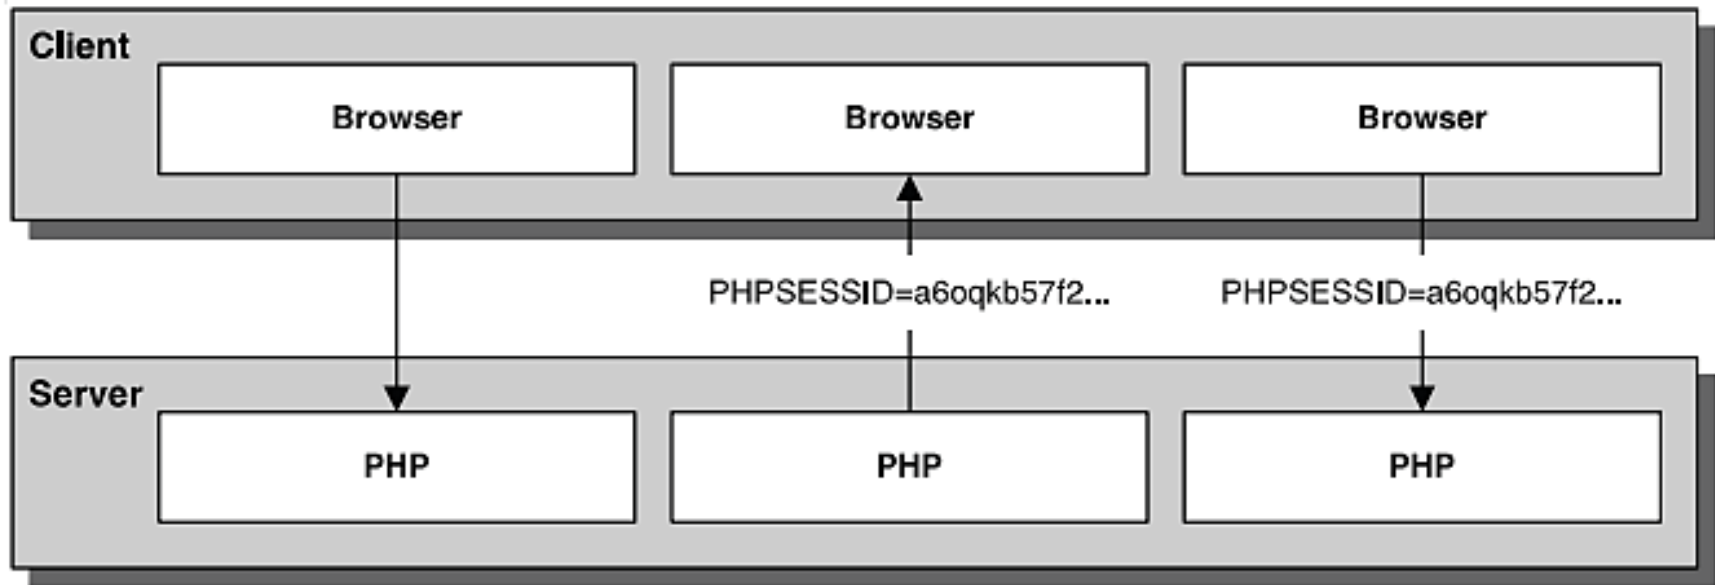 Client
Browser Browser Browser
PHPSESSID=a6oqkb57f2... PHPSESSID=a6oqkb57f2...
Server
PHP PHP PHP